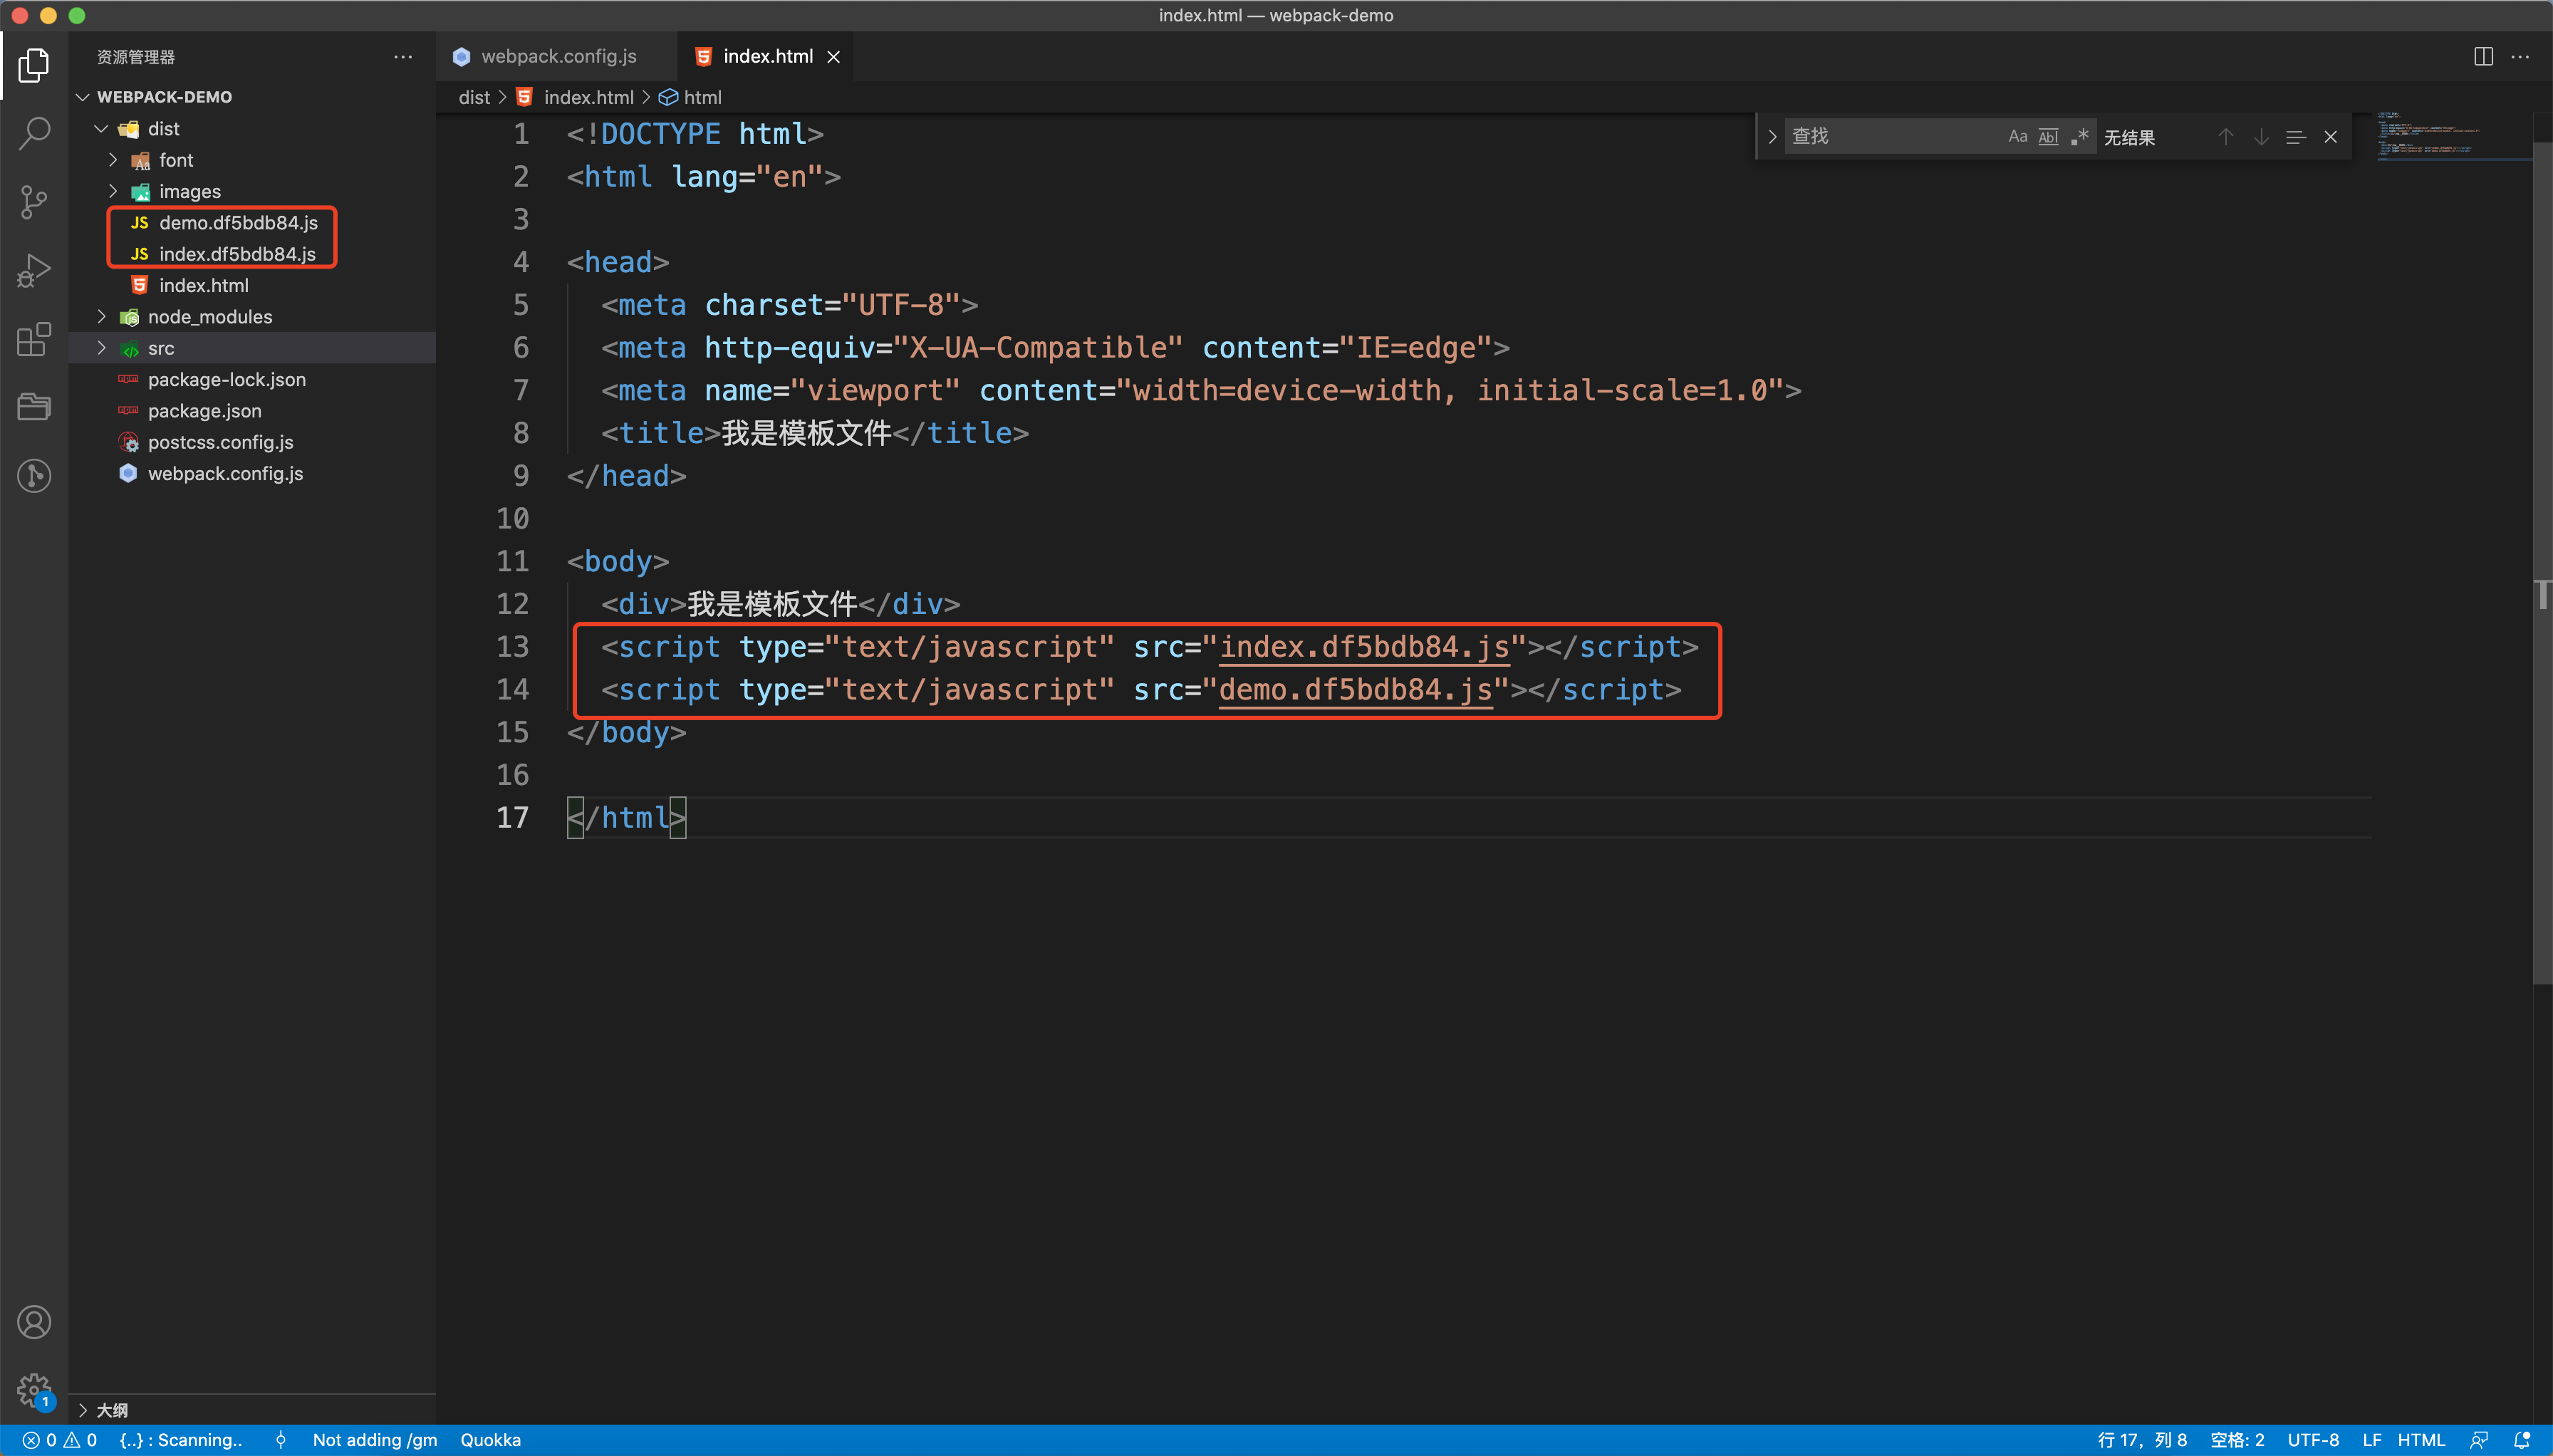 index.html — webpack-demo
资源管理器
WEBPACK-DEMO
dist
font
images
JS demo.df5bdb84.js
JS index.df5bdb84.js
index.html
node_modules
src
package-lock.json
package.json
postcss.config.js
webpack.config.js
大纲
webpack.config.js
index.html
dist > index.html > html
查找
Aa Abl .* 无结果
1 <!DOCTYPE html>
2 <html lang="en">
3
4 <head>
5 <meta charset="UTF-8">
6 <meta http-equiv="X-UA-Compatible" content="IE=edge">
7 <meta name="viewport" content="width=device-width, initial-scale=1.0">
8 <title>我是模板文件</title>
9 </head>
10
11 <body>
12 <div>我是模板文件</div>
13 <script type="text/javascript" src="index.df5bdb84.js"></script>
14 <script type="text/javascript" src="demo.df5bdb84.js"></script>
15 </body>
16
17 </html>
1
0 0 {..} : Scanning.. Not adding /gm Quokka
行 17，列 8 空格: 2 UTF-8 LF HTML